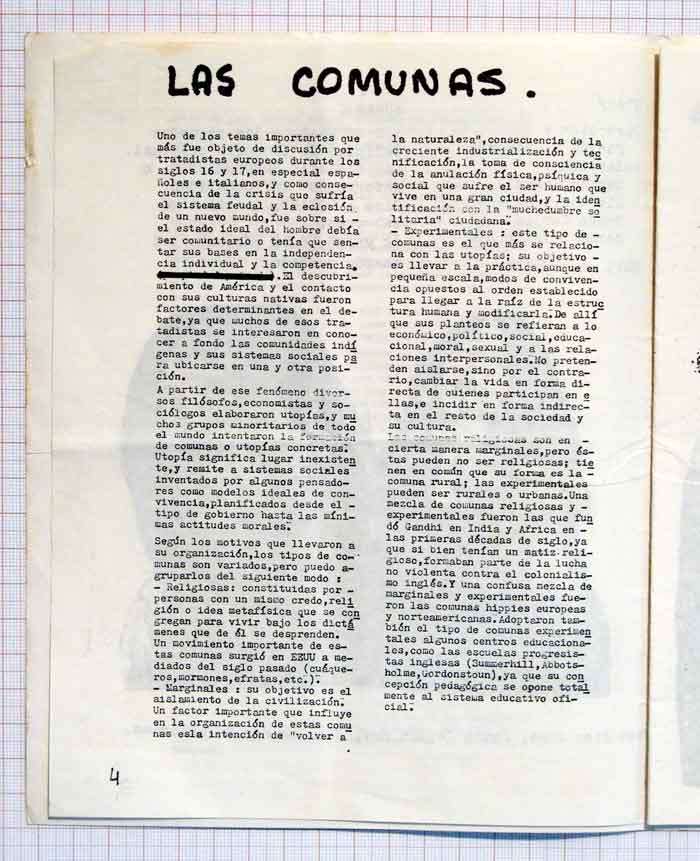 LAS COMUNAS.
Uno de los temas importantes que
más fue objeto de discusión por
tratadistas europeos durante los
siglos 16 y 17,en especial espa-
ñoles e italianos,y como conse-
cuencia de la crisis que sufría
el sistema feudal y la eclosión
de un nuevo mundo,fue sobre si -
el estado ideal del hombre debía
ser comunitario o tenía que sen-
tar sus bases en la independen-
cia individual y la competencia.
.El descubri-
miento de América y el contacto
con sus culturas nativas fueron
factores determinantes en el de-
bate,ya que muchos de esos tra-
tadistas se interesaron en cono-
cer a fondo las comunidades indí
genas y sus sistemas sociales pa
ra ubicarse en una y otra posi-
ción.
A partir de ese fenómeno diver-
sos filósofos,economistas y so-
ciólogos elaboraron utopías,y mu
chos grupos minoritarios de todo
el mundo intentaron la formación
de comunas o utopías concretas.
Utopía significa lugar inexisten
te,y remite a sistemas sociales
inventados por algunos pensado-
res como modelos ideales de con-
vivencia,planificados desde el -
tipo de gobierno hasta las míni-
mas actitudes morales.
Según los motivos que llevaron a
su organización,los tipos de co-
munas son variados,pero puedo a-
gruparlos del siguiente modo :
- Religiosas: constituidas por -
personas con un mismo credo,reli
gión o idea metafísica que se con
gregan para vivir bajo los dictá
menes que de él se desprenden.
Un movimiento importante de es-
tas comunas surgió en EEUU a me-
diados del siglo pasado (cuáque-
ros,mormones,efratas,etc.).
- Marginales : su objetivo es el
aislamiento de la civilización.
Un factor importante que influye
en la organización de estas comu
nas esla intención de "volver a
la naturaleza",consecuencia de la
creciente industrialización y tec
nificación,la toma de consciencia
de la anulación física,psíquica y
social que sufre el ser humano que
vive en una gran ciudad,y la iden
tificación con la "muchedumbre so
litaria" ciudadana.
- Experimentales : este tipo de -
comunas es el que más se relacio-
na con las utopías; su objetivo -
es llevar a la práctica,aunque en
pequeña escala,modos de conviven-
cia opuestos al orden establecido
para llegar a la raíz de la estruc
tura humana y modificarla.De allí
que sus planteos se refieran a lo
económico,político,social,educa-
cional,moral,sexual y a las rela-
ciones interpersonales.No preten-
den aislarse,sino por el contra-
rio,cambiar la vida en forma di-
recta de quienes participan en e
llas,e incidir en forma indirec-
ta en el resto de la sociedad y
su cultura.
Las comunas religiosas son en -
cierta manera marginales,pero és-
tas pueden no ser religiosas; tie
nen en común que su forma es la -
comuna rural; las experimentales
pueden ser rurales o urbanas.Una
mezcla de comunas religiosas y -
experimentales fueron las que fun
dó Gandhi en India y Africa en -
las primeras décadas de siglo,ya
que si bien tenían un matiz reli-
gioso,formaban parte de la lucha
no violenta contra el colonialis-
mo inglés.Y una confusa mezcla de
marginales y experimentales fue-
ron las comunas hippies europeas
y norteamericanas.Adoptaron tam-
bién el tipo de comunas experimen
tales algunos centros educaciona-
les,como las escuelas progresis-
tas inglesas (Summerhill,Abbots-
holme,Gordonstoun),ya que su con
cepción pedagógica se opone total
mente al sistema educativo ofi-
cial.
4